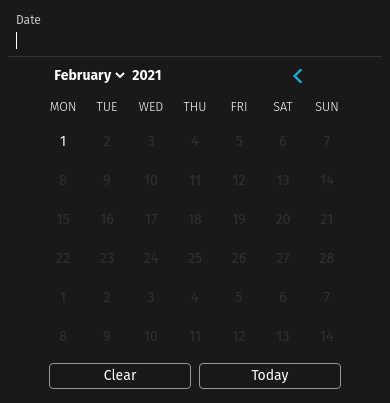 Date
February 2021
MON TUE WED THU FRI SAT SUN
1 2 3 4 5 6 7
8 9 10 11 12 13 14
15 16 17 18 19 20 21
22 23 24 25 26 27 28
1 2 3 4 5 6 7
8 9 10 11 12 13 14
Clear Today